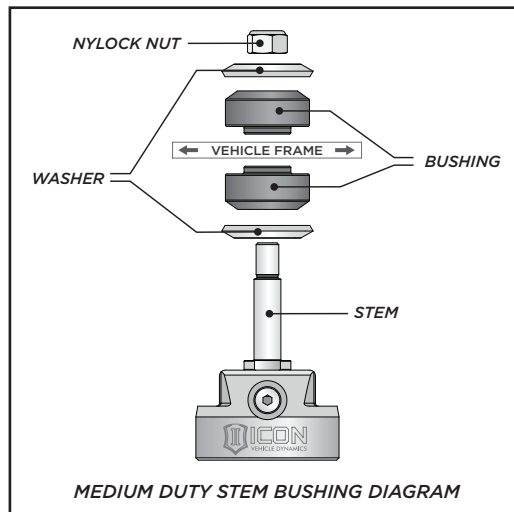 NYLOCK NUT
VEHICLE FRAME
BUSHING
WASHER
STEM
ICON
VEHICLE DYNAMICS
MEDIUM DUTY STEM BUSHING DIAGRAM